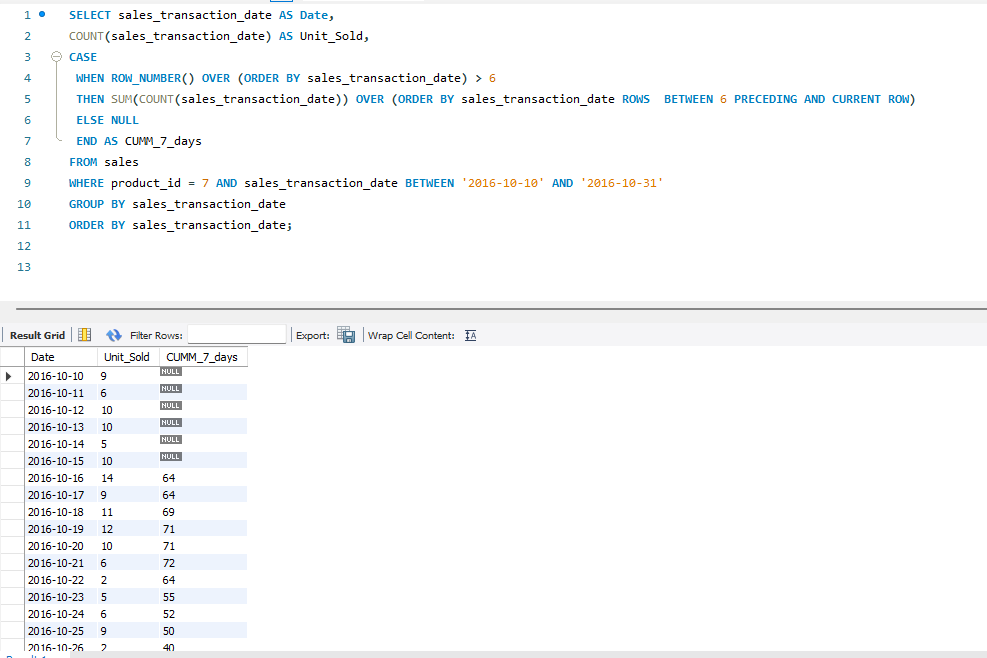 1 SELECT sales_transaction_date AS Date,
2 COUNT(sales_transaction_date) AS Unit_Sold,
3 CASE
4 WHEN ROW_NUMBER() OVER (ORDER BY sales_transaction_date) > 6
5 THEN SUM(COUNT(sales_transaction_date)) OVER (ORDER BY sales_transaction_date ROWS  BETWEEN 6 PRECEDING AND CURRENT ROW)
6 ELSE NULL
7 END AS CUMM_7_days
8 FROM sales
9 WHERE product_id = 7 AND sales_transaction_date BETWEEN '2016-10-10' AND '2016-10-31'
10 GROUP BY sales_transaction_date
11 ORDER BY sales_transaction_date;
12
13
Result Grid Filter Rows: Export: Wrap Cell Content: IA
Date Unit_Sold CUMM_7_days
2016-10-10 9 NULL
2016-10-11 6 NULL
2016-10-12 10 NULL
2016-10-13 10 NULL
2016-10-14 5 NULL
2016-10-15 10 NULL
2016-10-16 14 64
2016-10-17 9 64
2016-10-18 11 69
2016-10-19 12 71
2016-10-20 10 71
2016-10-21 6 72
2016-10-22 2 64
2016-10-23 5 55
2016-10-24 6 52
2016-10-25 9 50
2016-10-26 2 40